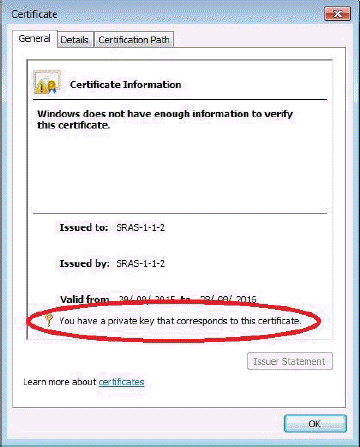 Certificate
General Details Certification Path
Certificate Information
Windows does not have enough information to verify
this certificate.
Issued to: SRAS-1-1-2
Issued by: SRAS-1-1-2
Valid from 29/ 09/ 2015 to 28/ 09/ 2016
You have a private key that corresponds to this certificate.
Issuer Statement
Learn more about certificates
OK